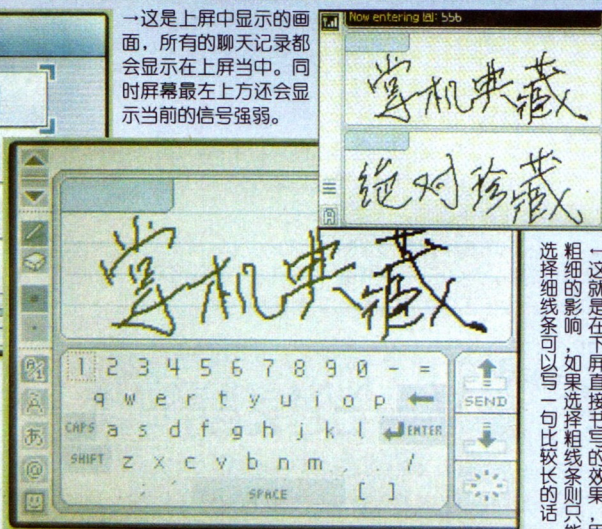 →这是上屏中显示的画
面，所有的聊天记录都
会显示在上屏当中。同
时屏幕最左上方还会显
示当前的信号强弱。
Now entering A: 556
掌机典藏
绝对珍藏
掌机典藏
1 2 3 4 5 6 7 8 9 0 - =
q w e r t y u i o p ←
CAPS a s d f g h j k l ENTER
SHIFT z x c v b n m , . /
; ' SPACE [ ]
SEND
←这就是在下屏直接书写的效果，
粗细的影响，如果选择粗线条则只
选择细线条可以写一句比较长的话